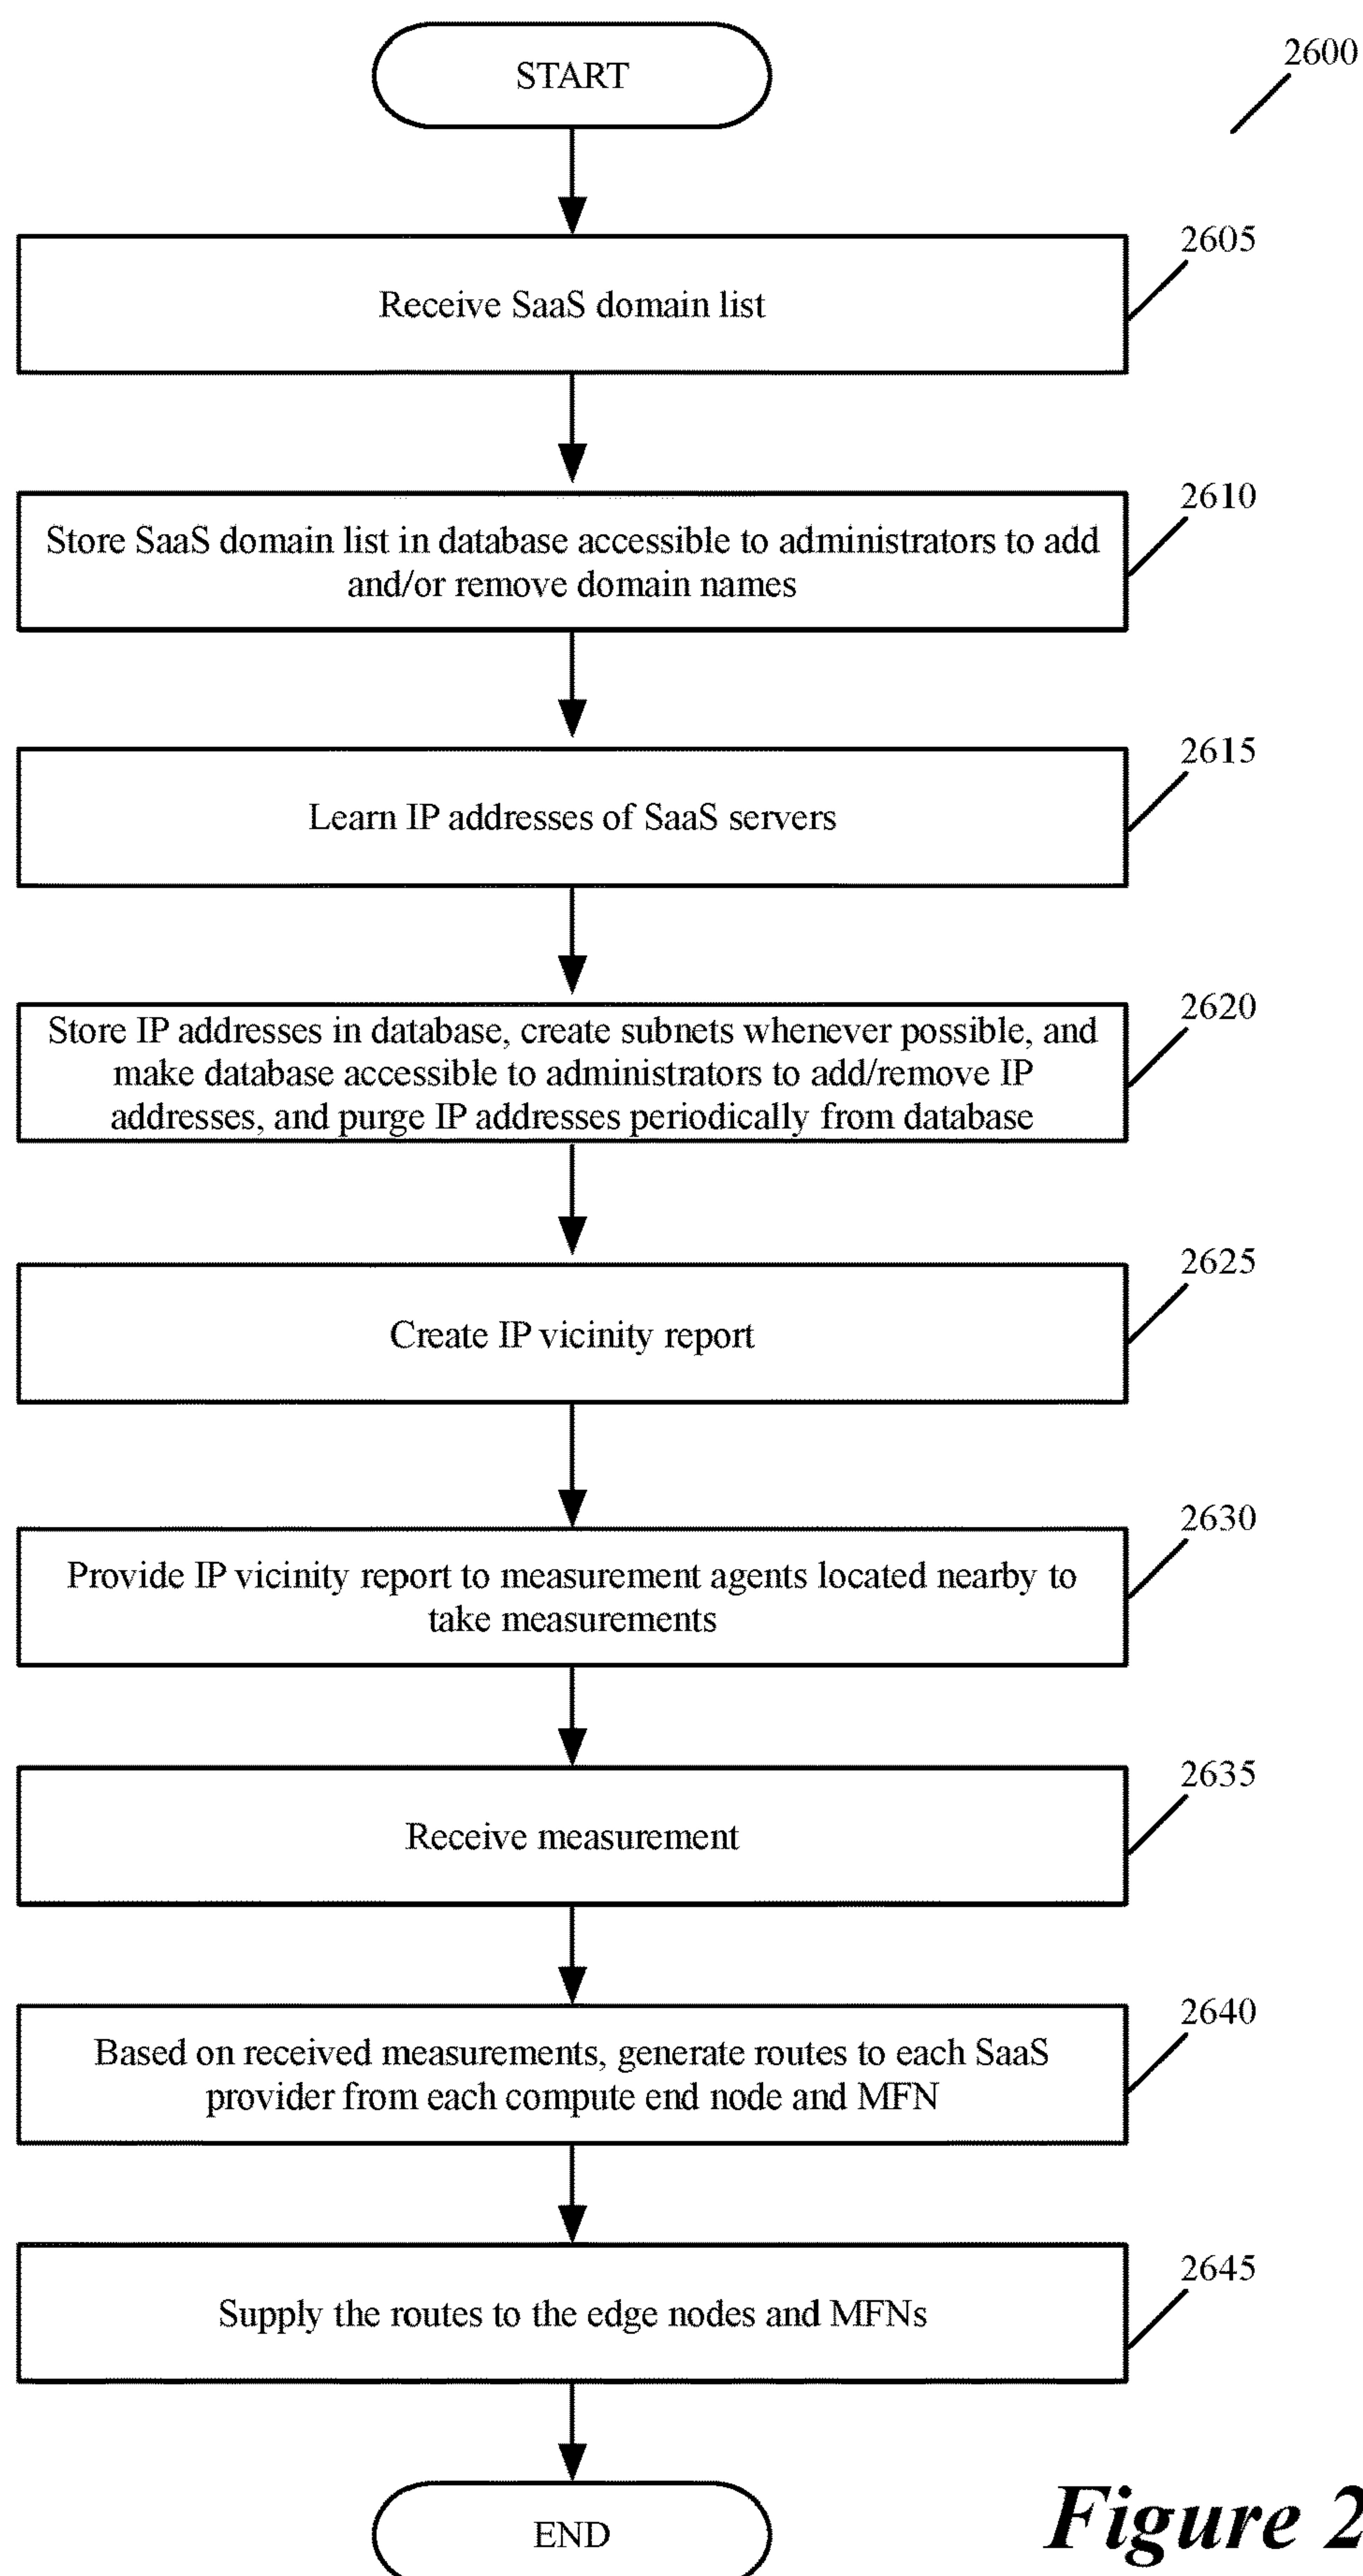 START
2600
2605
Receive SaaS domain list
2610
Store SaaS domain list in database accessible to administrators to add
and/or remove domain names
2615
Learn IP addresses of SaaS servers
2620
Store IP addresses in database, create subnets whenever possible, and
make database accessible to administrators to add/remove IP
addresses, and purge IP addresses periodically from database
2625
Create IP vicinity report
2630
Provide IP vicinity report to measurement agents located nearby to
take measurements
2635
Receive measurement
2640
Based on received measurements, generate routes to each SaaS
provider from each compute end node and MFN
2645
Supply the routes to the edge nodes and MFNs
END
Figure 2